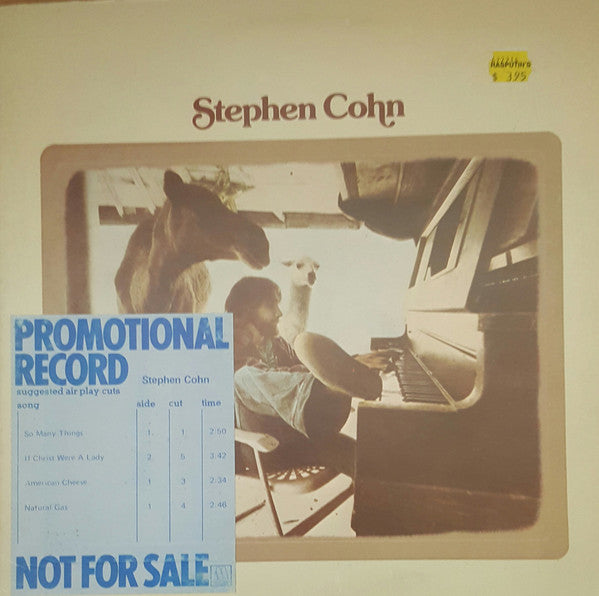 RASPUTIN'S
$ 3.95
Stephen Cohn
PROMOTIONAL
RECORD
Stephen Cohn
suggested air play cuts
song side cut time
So Many Things 1 1 2:50
If Christ Were A Lady 2 5 3:42
American Cheese 1 3 2:34
Natural Gas 1 4 2:46
NOT FOR SALE